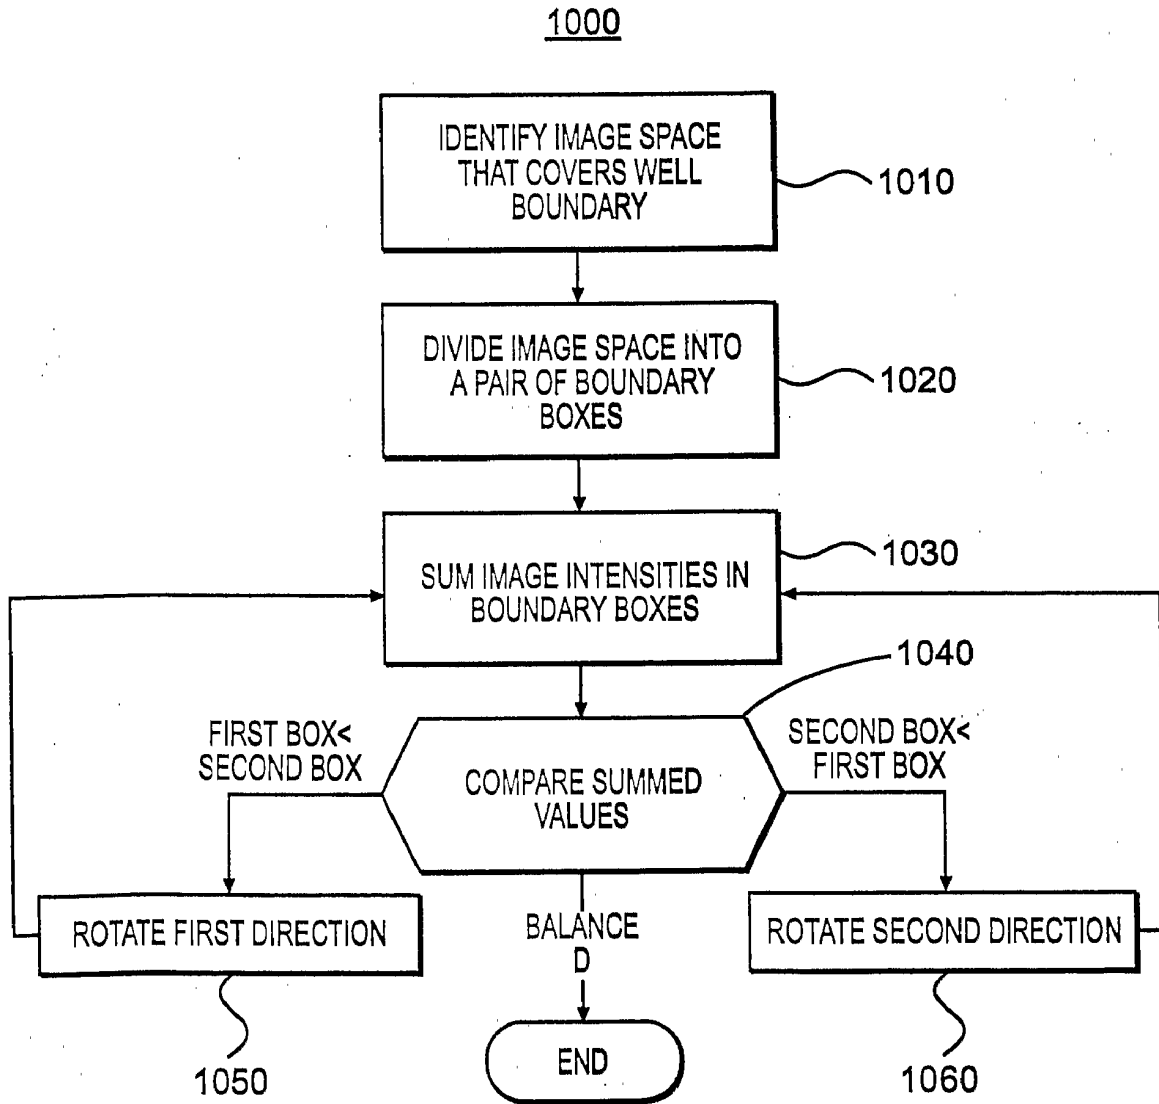 1000
IDENTIFY IMAGE SPACE
THAT COVERS WELL
BOUNDARY
1010
DIVIDE IMAGE SPACE INTO
A PAIR OF BOUNDARY
BOXES
1020
SUM IMAGE INTENSITIES IN
BOUNDARY BOXES
1030
1040
FIRST BOX<
SECOND BOX
COMPARE SUMMED
VALUES
SECOND BOX<
FIRST BOX
ROTATE FIRST DIRECTION
BALANCE
D
ROTATE SECOND DIRECTION
END
1050
1060